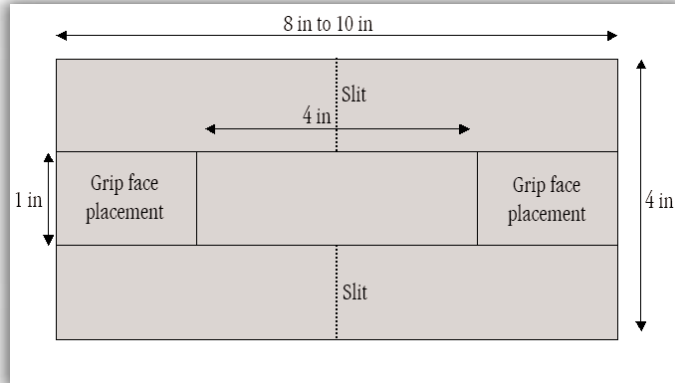 8 in to 10 in
Slit
4 in
1 in
Grip face
placement
Grip face
placement
4 in
Slit